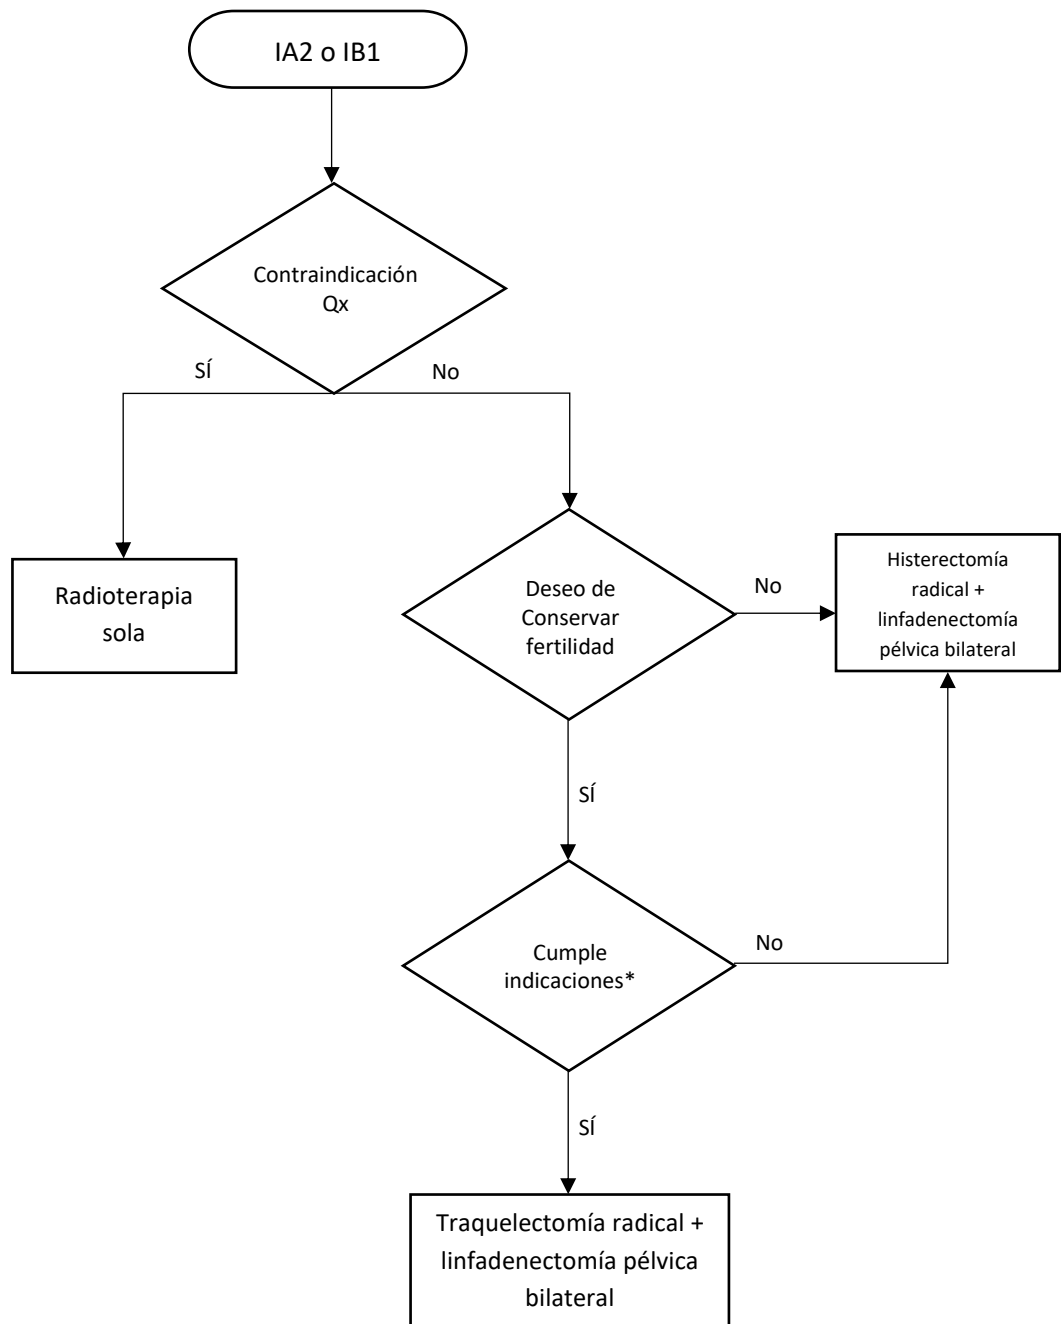 IA2 o IB1
Contraindicación
Qx
SÍ
No
Radioterapia
sola
Deseo de
Conservar
fertilidad
No
Histerectomía
radical +
linfadenectomía
pélvica bilateral
SÍ
Cumple
indicaciones*
No
SÍ
Traquelectomía radical +
linfadenectomía pélvica
bilateral